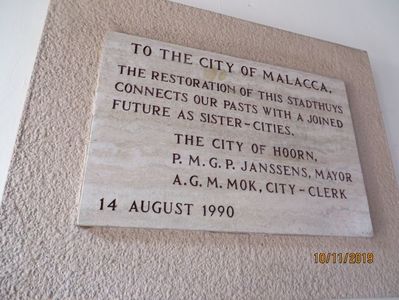 TO THE CITY OF MALACCA.
THE RESTORATION OF THIS STADTHUYS
CONNECTS OUR PASTS WITH A JOINED
FUTURE AS SISTER-CITIES.
THE CITY OF HOORN,
P.M.G.P. JANSSENS, MAYOR
A.G.M. MOK, CITY-CLERK
14 AUGUST 1990
10/11/2019